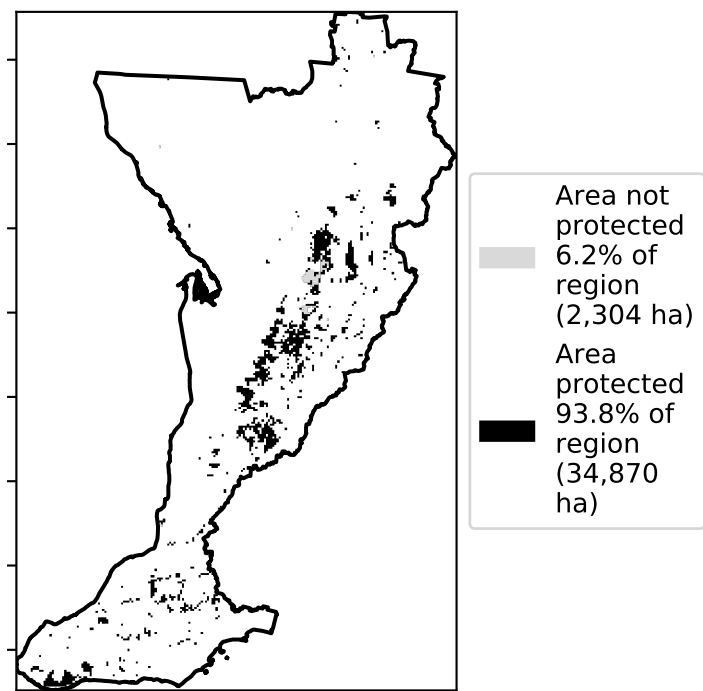 Area not
protected
6.2% of
region
(2,304 ha)
Area
protected
93.8% of
region
(34,870
ha)